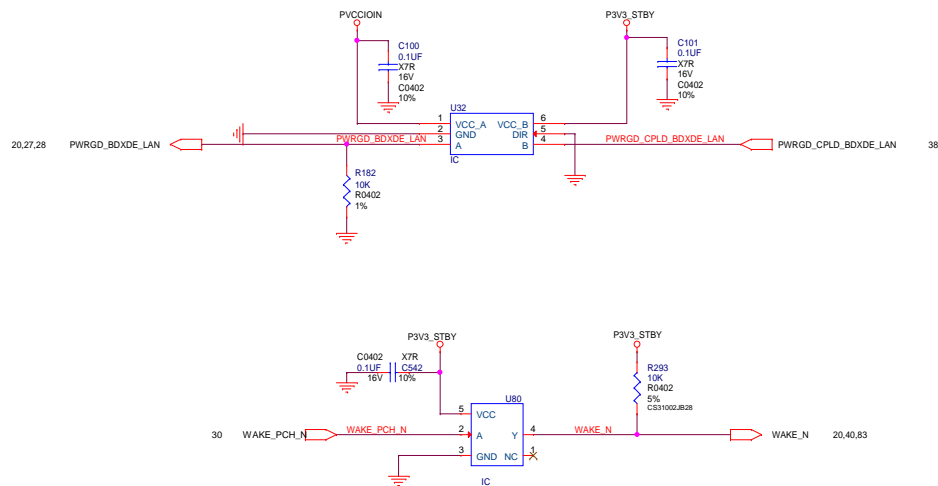 PVCCIOIN
P3V3_STBY
C100
0.1UF
X7R
16V
C0402
10%
C101
0.1UF
X7R
16V
C0402
10%
U32
1 VCC_A VCC_B 6
2 GND DIR 5
3 A B 4
IC
20,27,28 PWRGD_BDXDE_LAN
PWRGD_BDXDE_LAN
PWRGD_CPLD_BDXDE_LAN
PWRGD_CPLD_BDXDE_LAN 38
R182
10K
R0402
1%
P3V3_STBY
P3V3_STBY
C0402 X7R
0.1UF C542
16V 10%
R293
10K
R0402
5%
CS31002JB28
U80
5 VCC
30 WAKE_PCH_N
WAKE_PCH_N
2 A Y 4
WAKE_N
WAKE_N 20,40,83
3 GND NC 1
IC